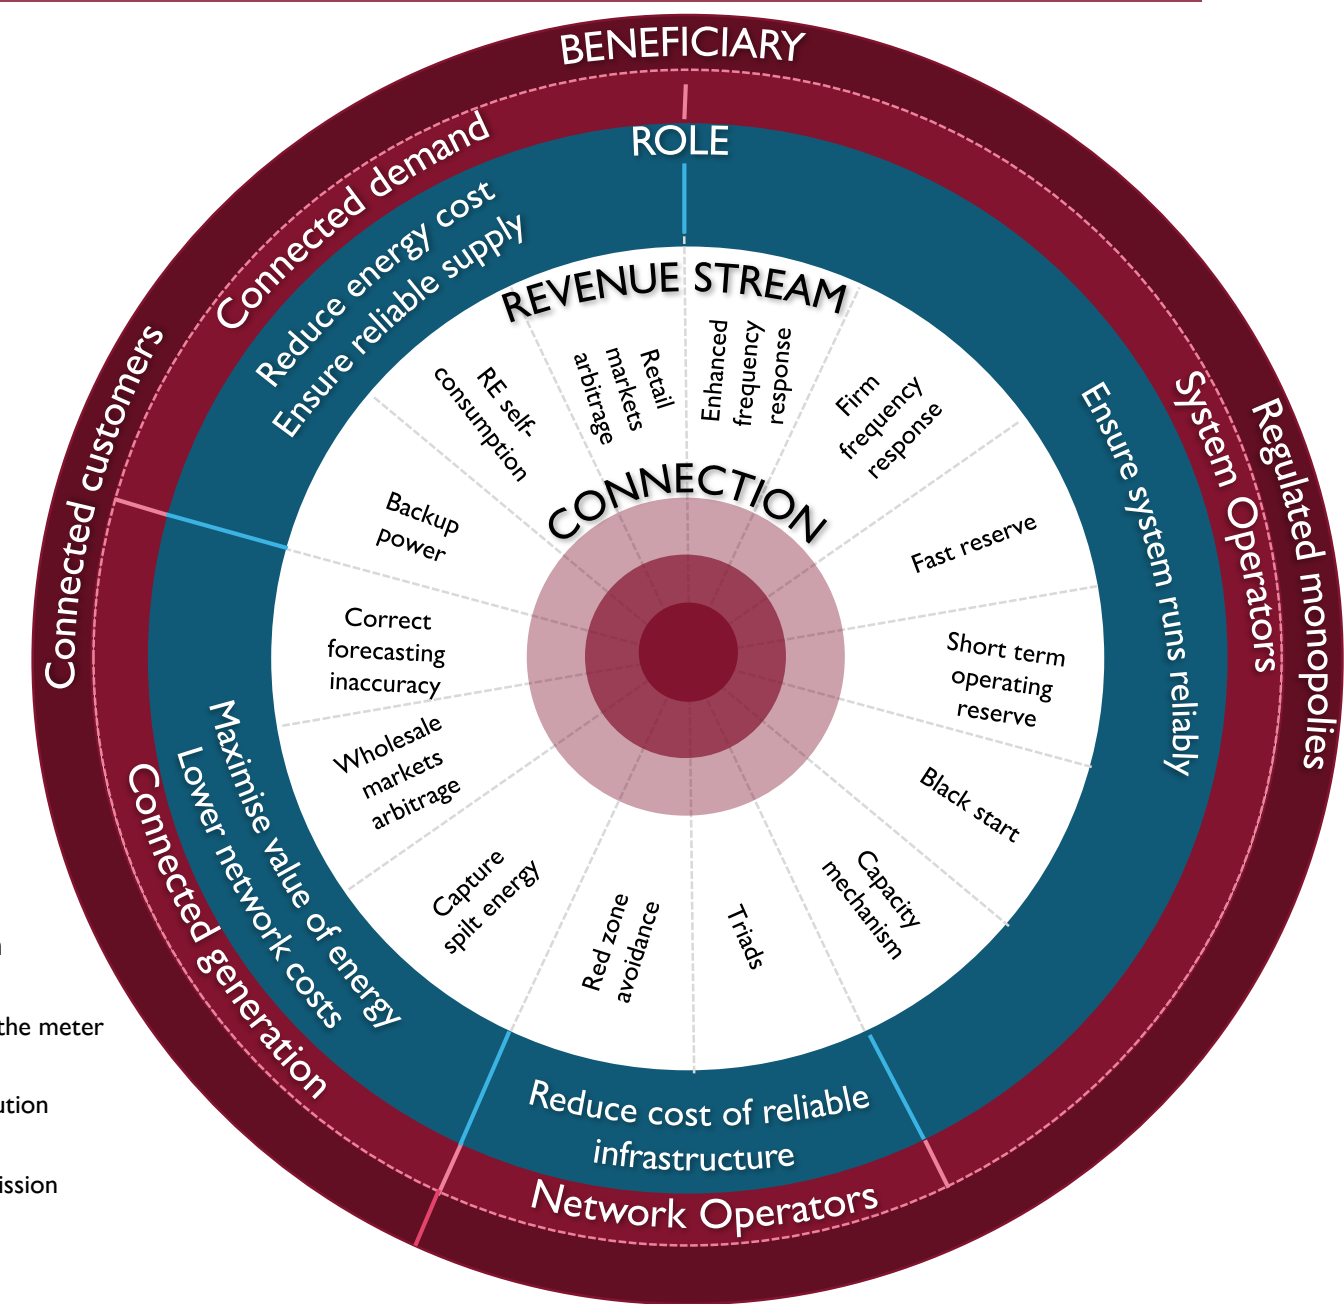 BENEFICIARY
Connected customers
Regulated monopolies
Connected demand
System Operators
Network Operators
Connected generation
ROLE
Reduce energy cost
Ensure reliable supply
Ensure system runs reliably
Reduce cost of reliable
infrastructure
Maximise value of energy
Lower network costs
REVENUE STREAM
Enhanced
frequency
response
Firm
frequency
response
Fast reserve
Short term
operating
reserve
Black start
Capacity
mechanism
Triads
Red zone
avoidance
Capture
spilt energy
Wholesale
markets
arbitrage
Correct
forecasting
inaccuracy
Backup
power
RE self-
consumption
Retail
markets
arbitrage
CONNECTION
the meter
ution
ission